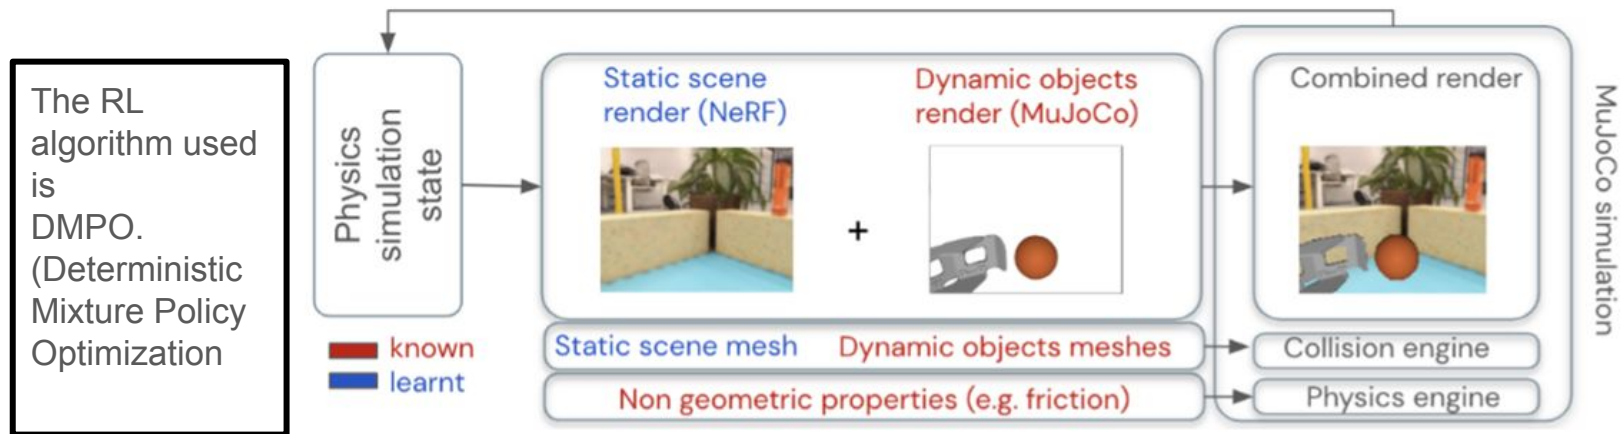 The RL
algorithm used
is
DMPO.
(Deterministic
Mixture Policy
Optimization
Physics
simulation
state
known
learnt
Static scene
render (NeRF)
Dynamic objects
render (MuJoCo)
+
Static scene mesh
Dynamic objects meshes
Non geometric properties (e.g. friction)
Combined render
Collision engine
Physics engine
MuJoCo simulation